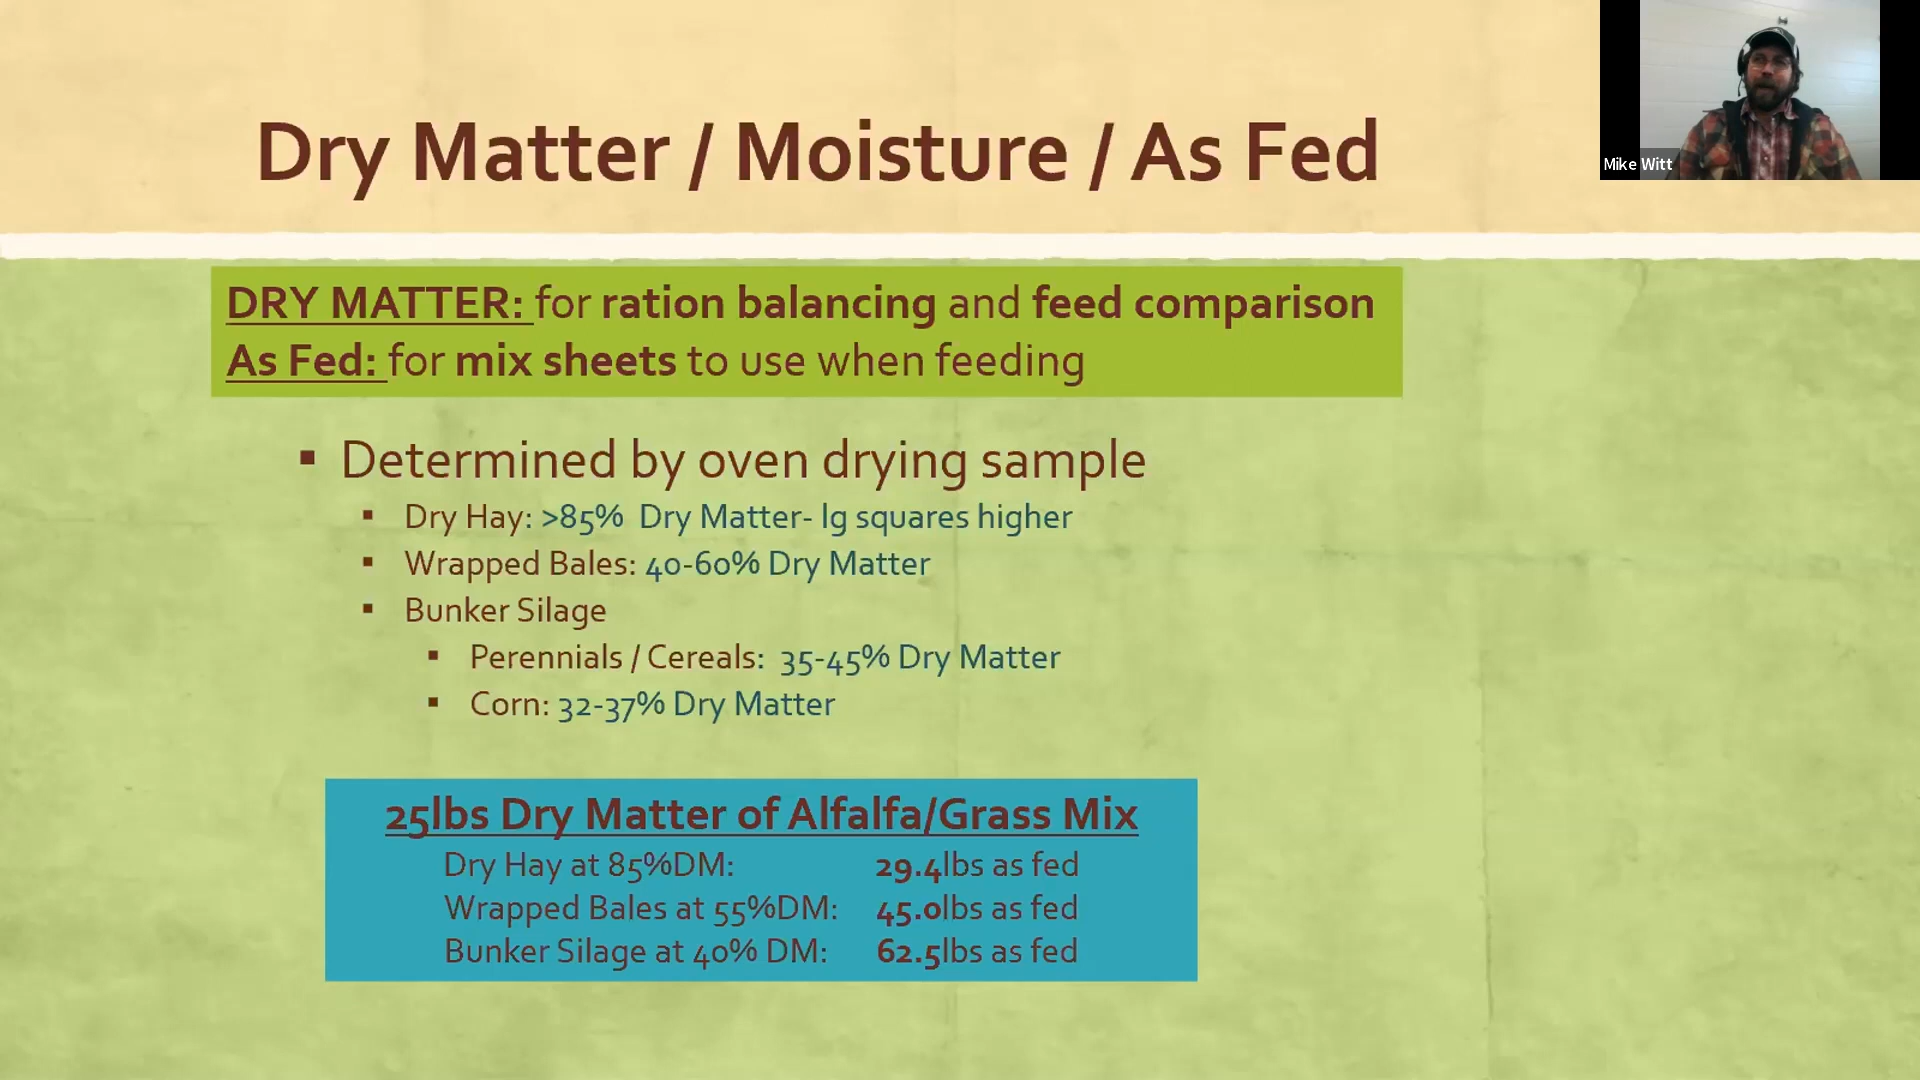 Dry Matter / Moisture / As Fed
Mike Witt
DRY MATTER: for ration balancing and feed comparison
As Fed: for mix sheets to use when feeding
▪ Determined by oven drying sample
▪ Dry Hay: >85% Dry Matter- lg squares higher
▪ Wrapped Bales: 40-60% Dry Matter
▪ Bunker Silage
▪ Perennials / Cereals: 35-45% Dry Matter
▪ Corn: 32-37% Dry Matter
25lbs Dry Matter of Alfalfa/Grass Mix
Dry Hay at 85%DM: 29.4lbs as fed
Wrapped Bales at 55%DM: 45.0lbs as fed
Bunker Silage at 40% DM: 62.5lbs as fed